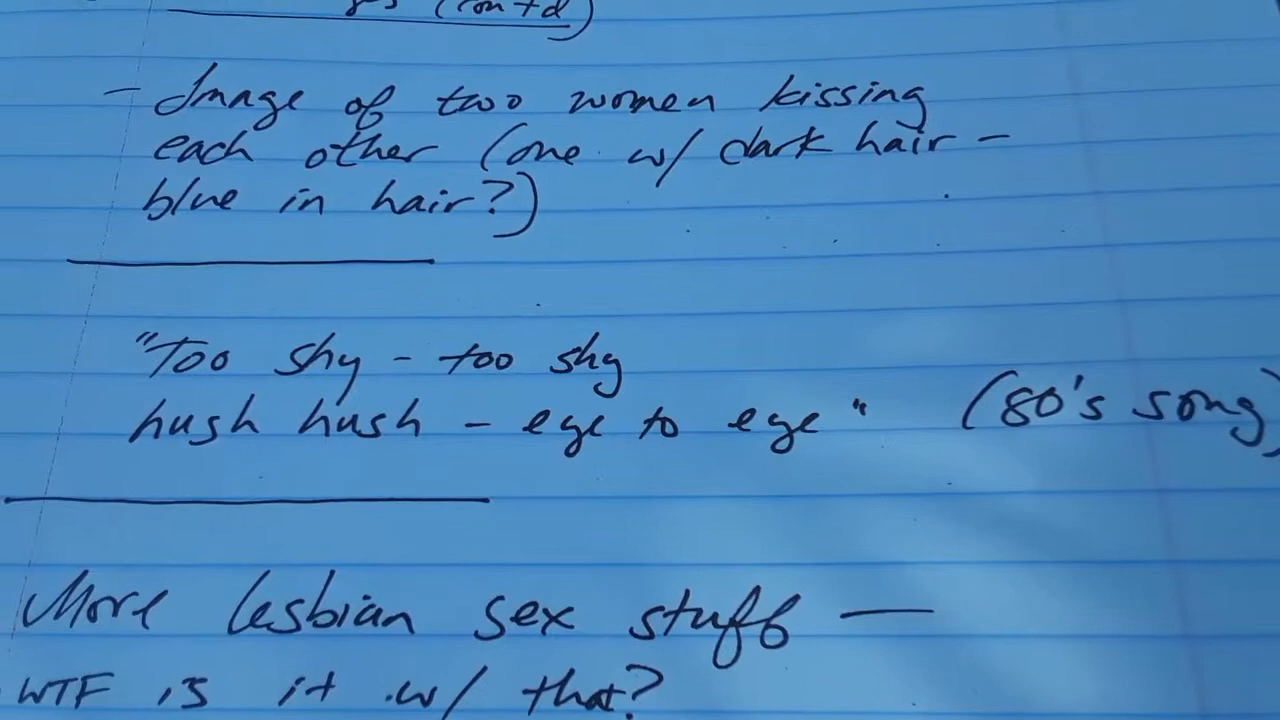 (con+d)
- Image of two women kissing
each other (one w/ dark hair -
blue in hair?)
"Too shy - too shy
hush hush - eye to eye" (80's song)
More lesbian sex stuff —
WTF is it w/ that?